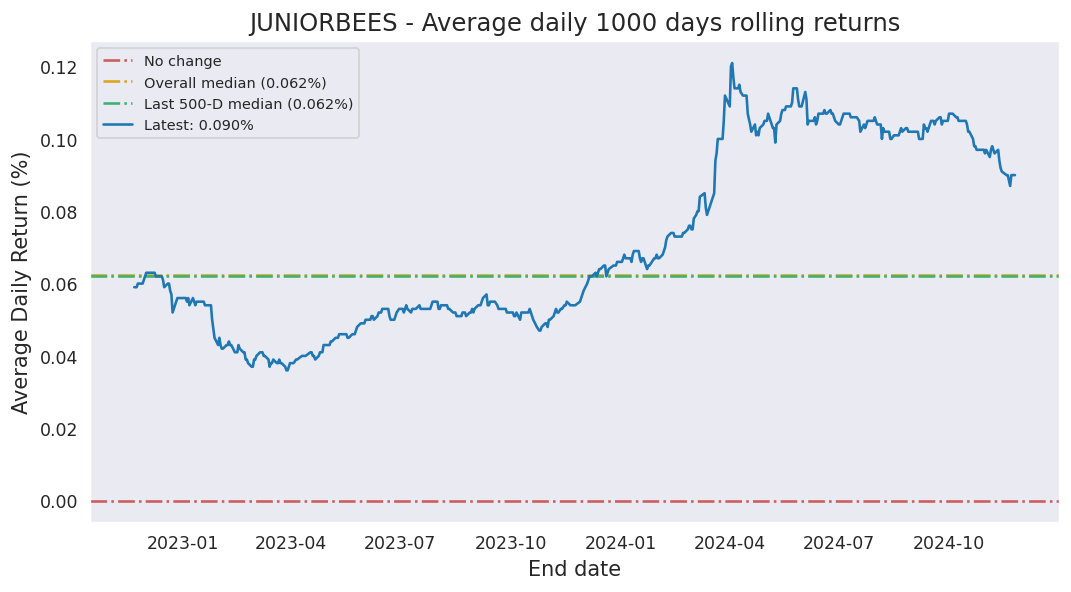 JUNIORBEES - Average daily 1000 days rolling returns
No change
Overall median (0.062%)
Last 500-D median (0.062%)
Latest: 0.090%
Average Daily Return (%)
0.12
0.10
0.08
0.06
0.04
0.02
0.00
2023-01 2023-04 2023-07 2023-10 2024-01 2024-04 2024-07 2024-10
End date